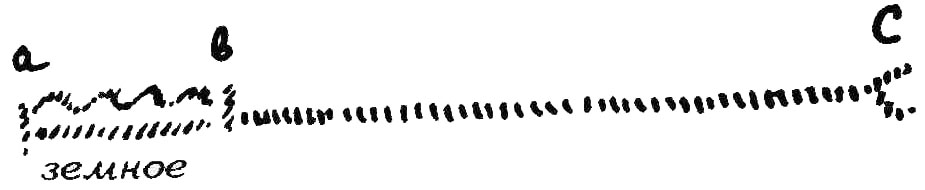 а в с
земное